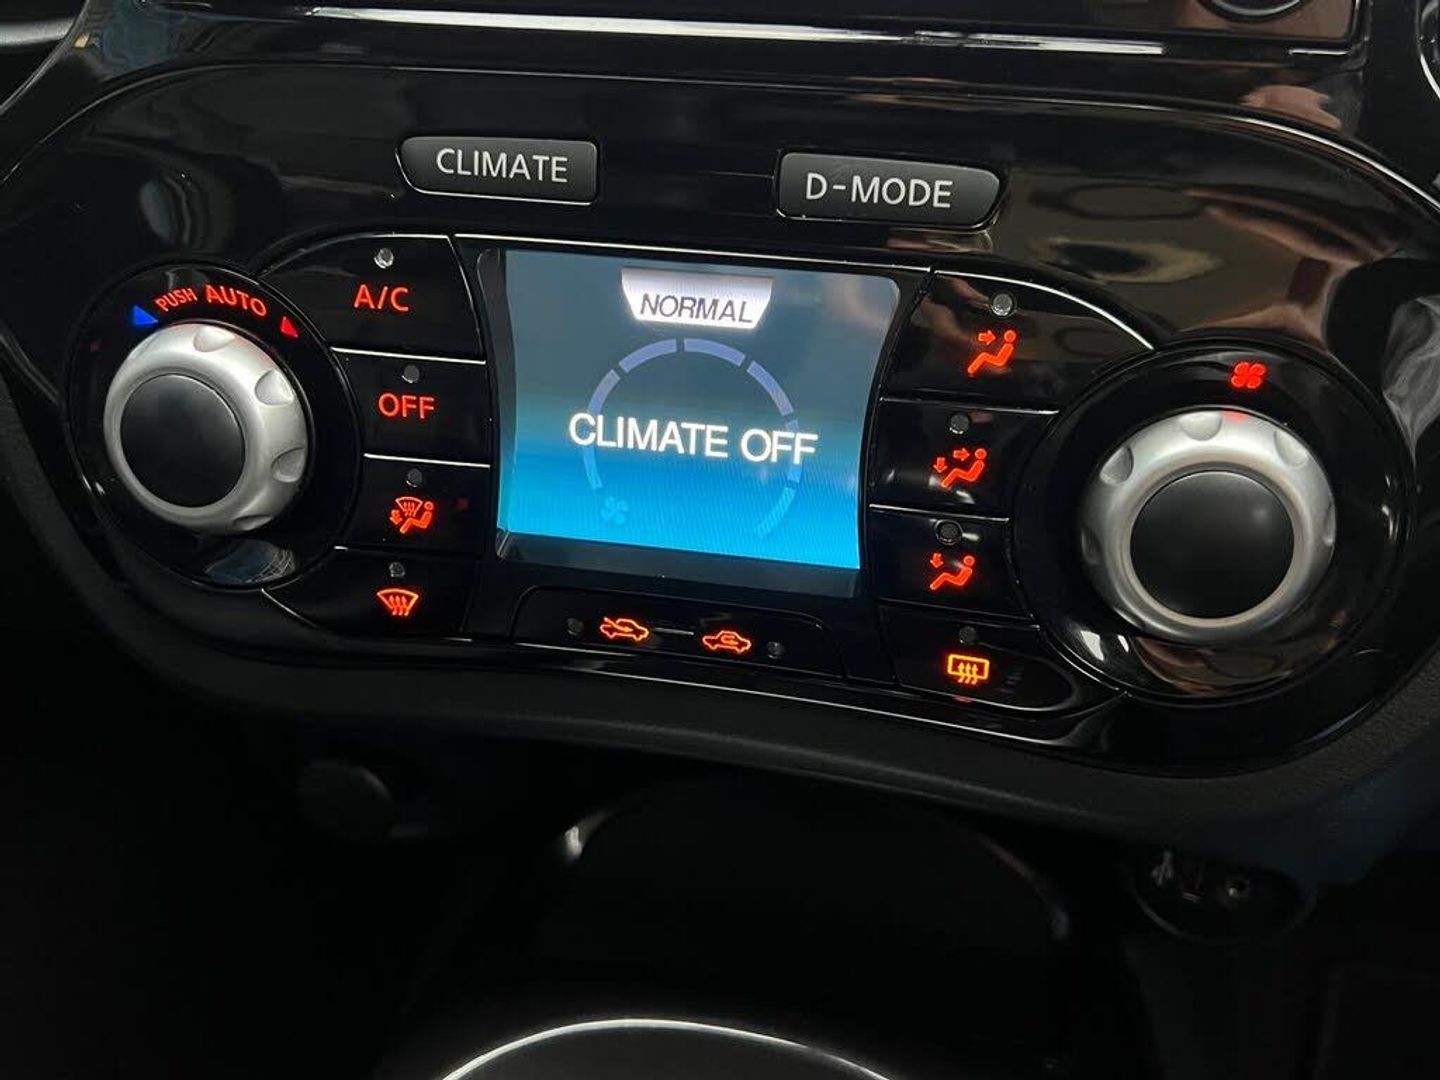 CLIMATE
D-MODE
PUSH AUTO
A/C
NORMAL
OFF
CLIMATE OFF